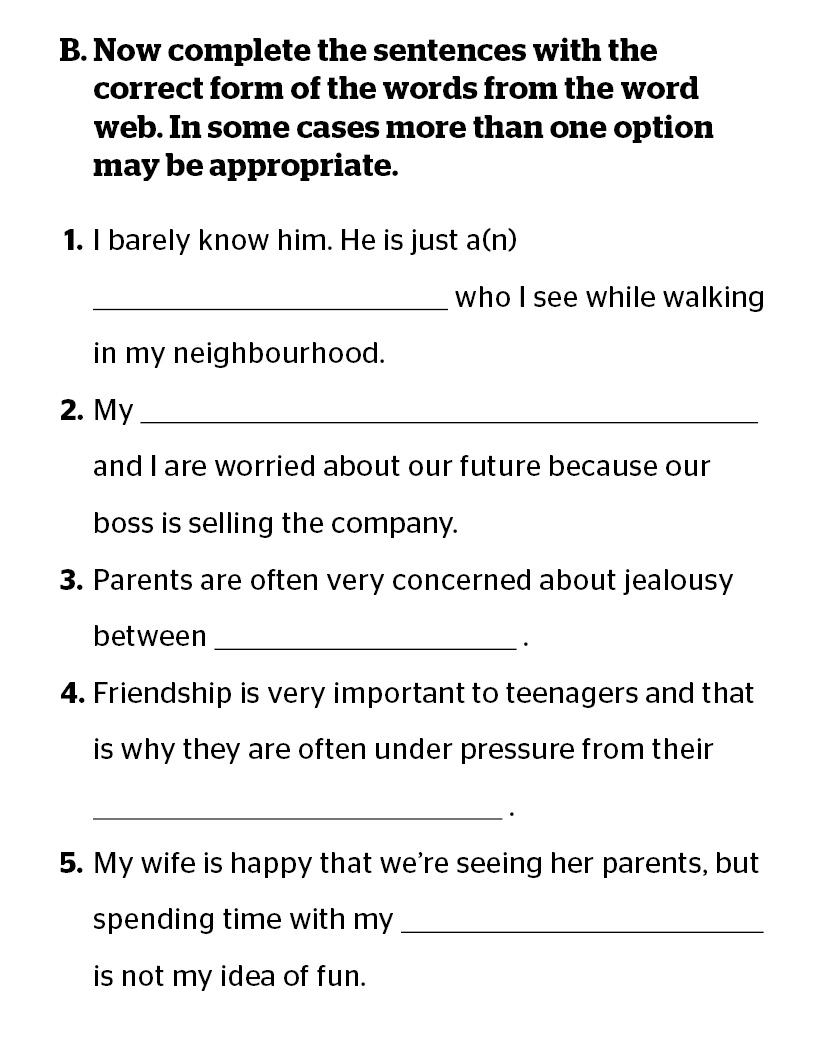 B. Now complete the sentences with the
correct form of the words from the word
web. In some cases more than one option
may be appropriate.
1. I barely know him. He is just a(n)
______________________ who I see while walking
in my neighbourhood.
2. My ______________________________________
and I are worried about our future because our
boss is selling the company.
3. Parents are often very concerned about jealousy
between ___________________ .
4. Friendship is very important to teenagers and that
is why they are often under pressure from their
__________________________ .
5. My wife is happy that we’re seeing her parents, but
spending time with my _______________________
is not my idea of fun.